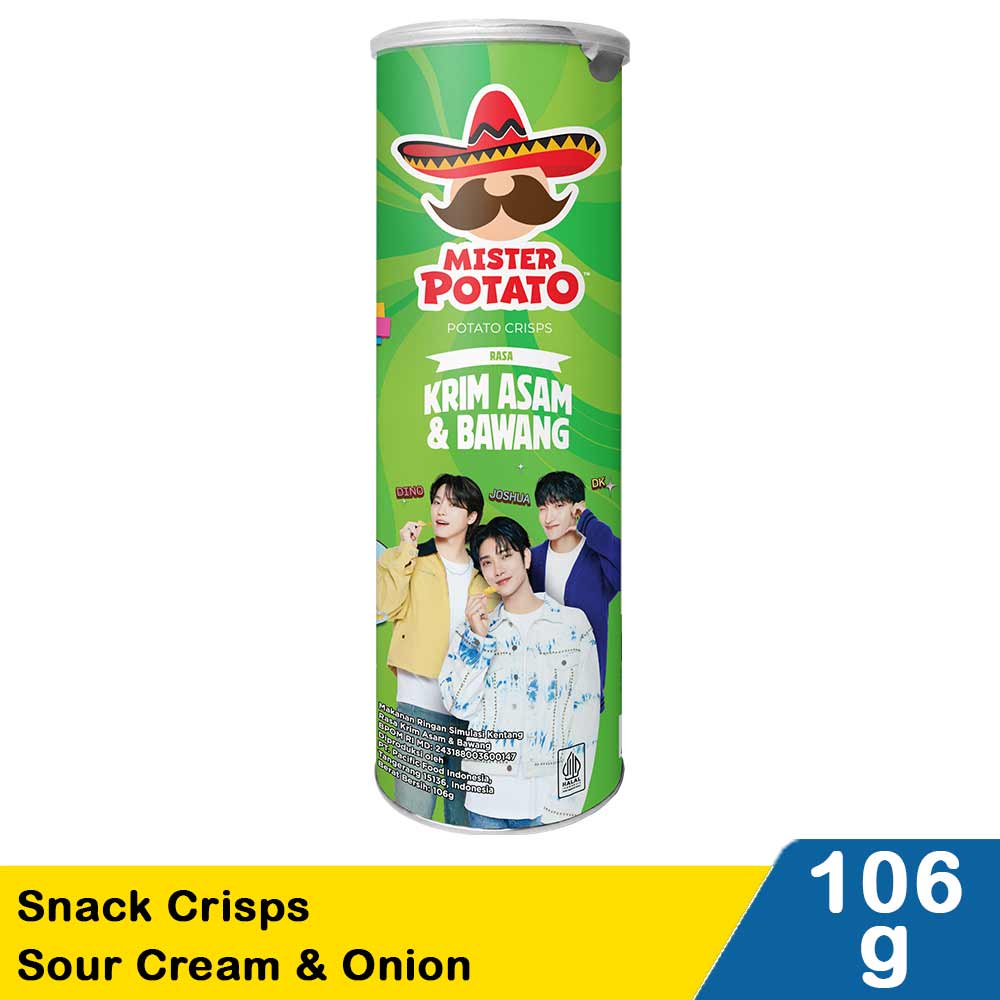 MISTER
POTATO™
POTATO CRISPS
RASA
KRIM ASAM
& BAWANG
DINO
JOSHUA
DK
Makanan Ringan Simulasi Kentang
Rasa Krim Asam & Bawang
BPOM RI MD: 243188003600147
Diproduksi oleh
PT. Pacific Food Indonesia,
Tangerang 15136, Indonesia
Berat Bersih: 106g
HALAL
Snack Crisps
Sour Cream & Onion
106
g